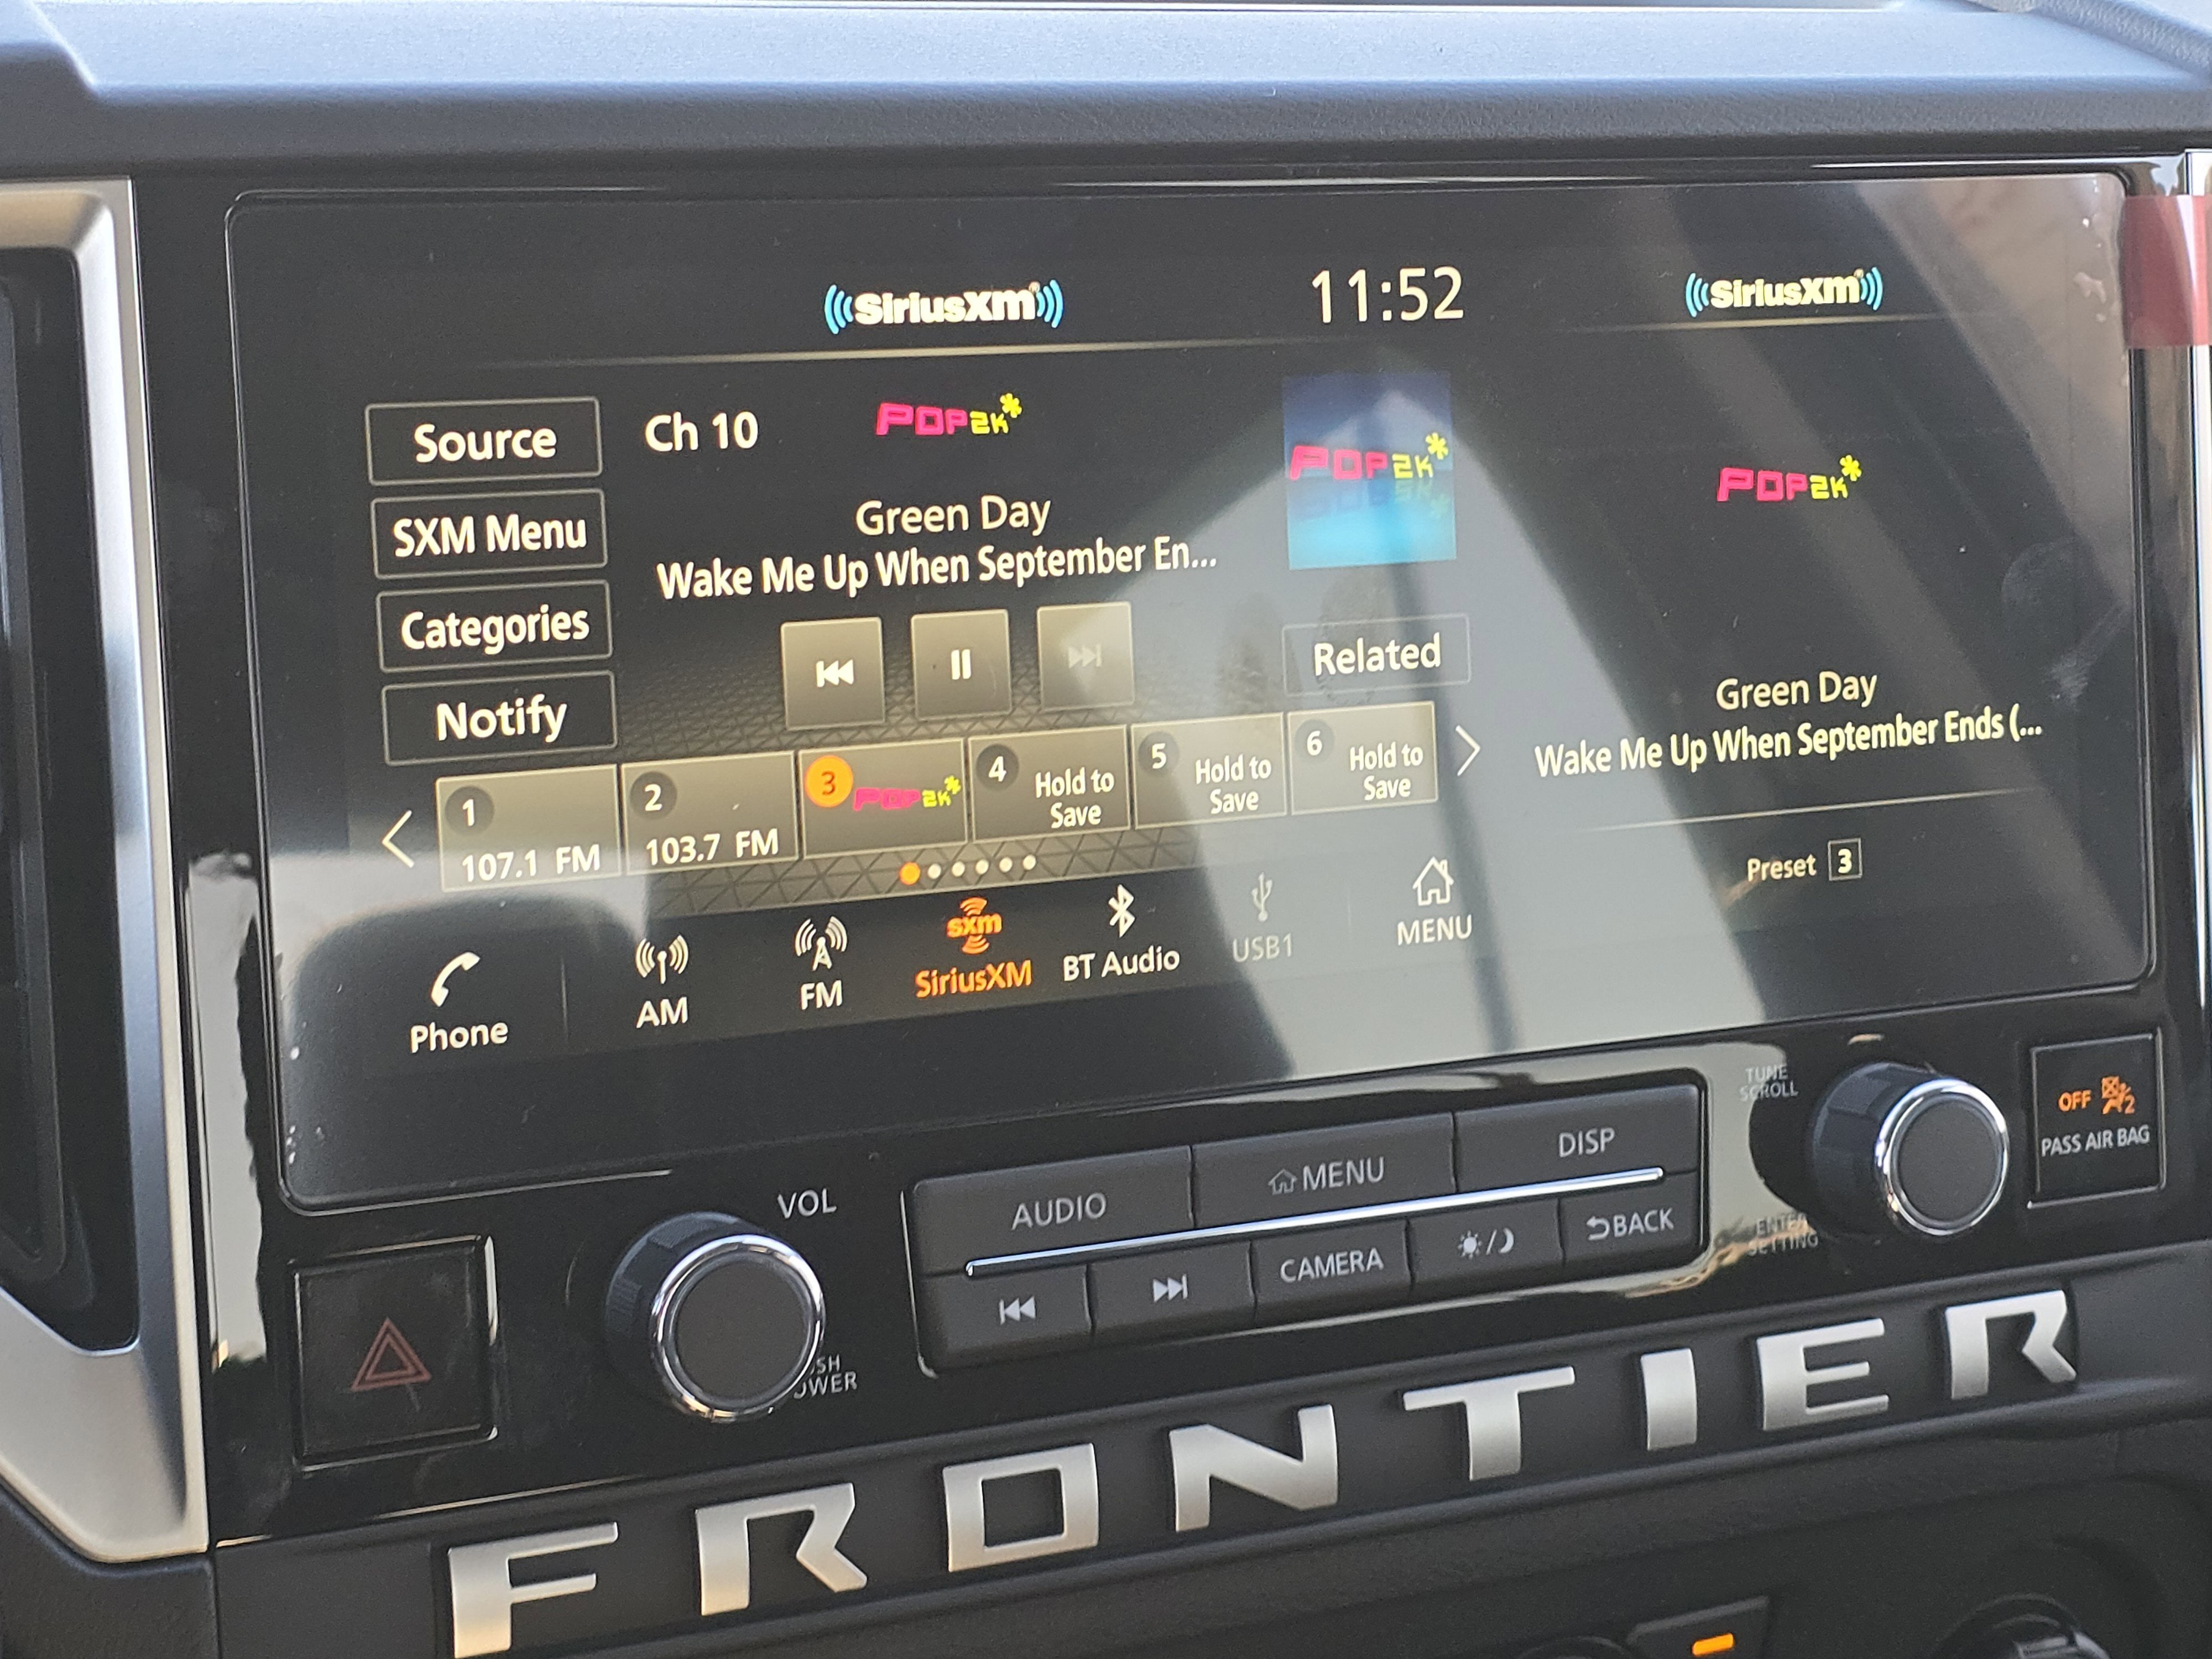 SiriusXM 11:52 SiriusXM
Source
Ch 10 POP2K*
POP2K*
POP2K*
SXM Menu
Green Day
Wake Me Up When September En...
Categories
Related
Notify
Green Day
Wake Me Up When September Ends (...
1 107.1 FM
2 103.7 FM
3 POP2K*
4 Hold to
Save
5 Hold to
Save
6 Hold to
Save
Preset 3
Phone
AM
FM
sxm
SiriusXM
BT Audio
USB1
MENU
TUNE
SCROLL
OFF 2
PASS AIR BAG
VOL
AUDIO
MENU
DISP
CAMERA
BACK
ENTER
SETTING
FRONTIER